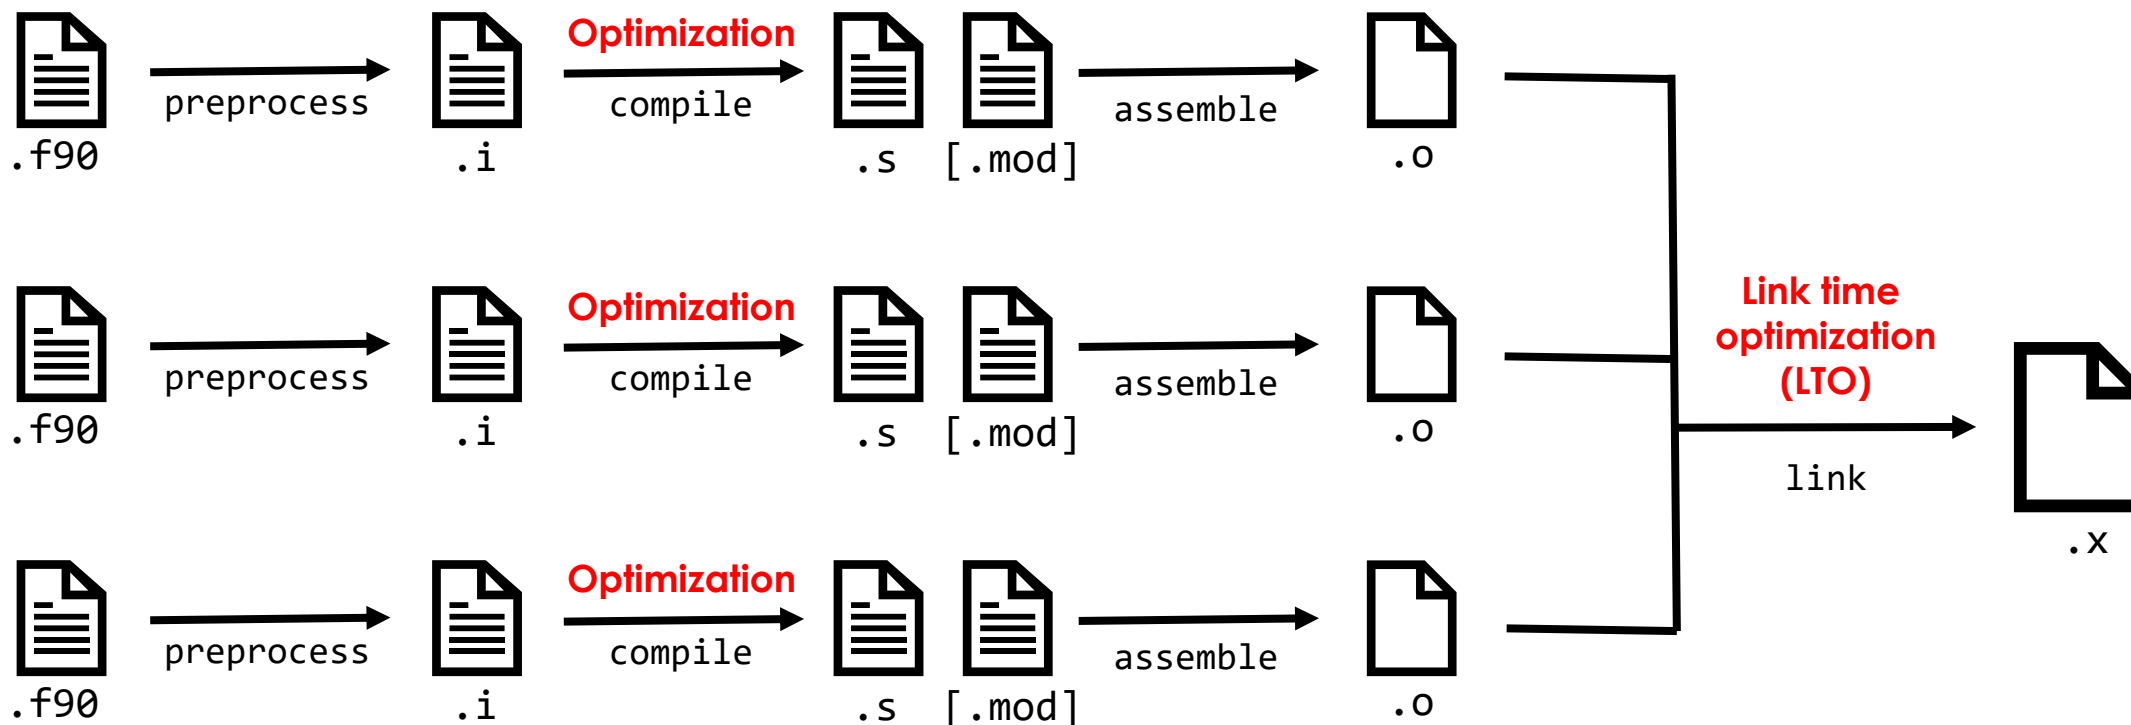 Optimization
preprocess
compile
assemble
.f90
.i
.s
[.mod]
.o
Optimization
preprocess
compile
assemble
.f90
.i
.s
[.mod]
.o
Link time
optimization
(LTO)
link
.x
Optimization
preprocess
compile
assemble
.f90
.i
.s
[.mod]
.o